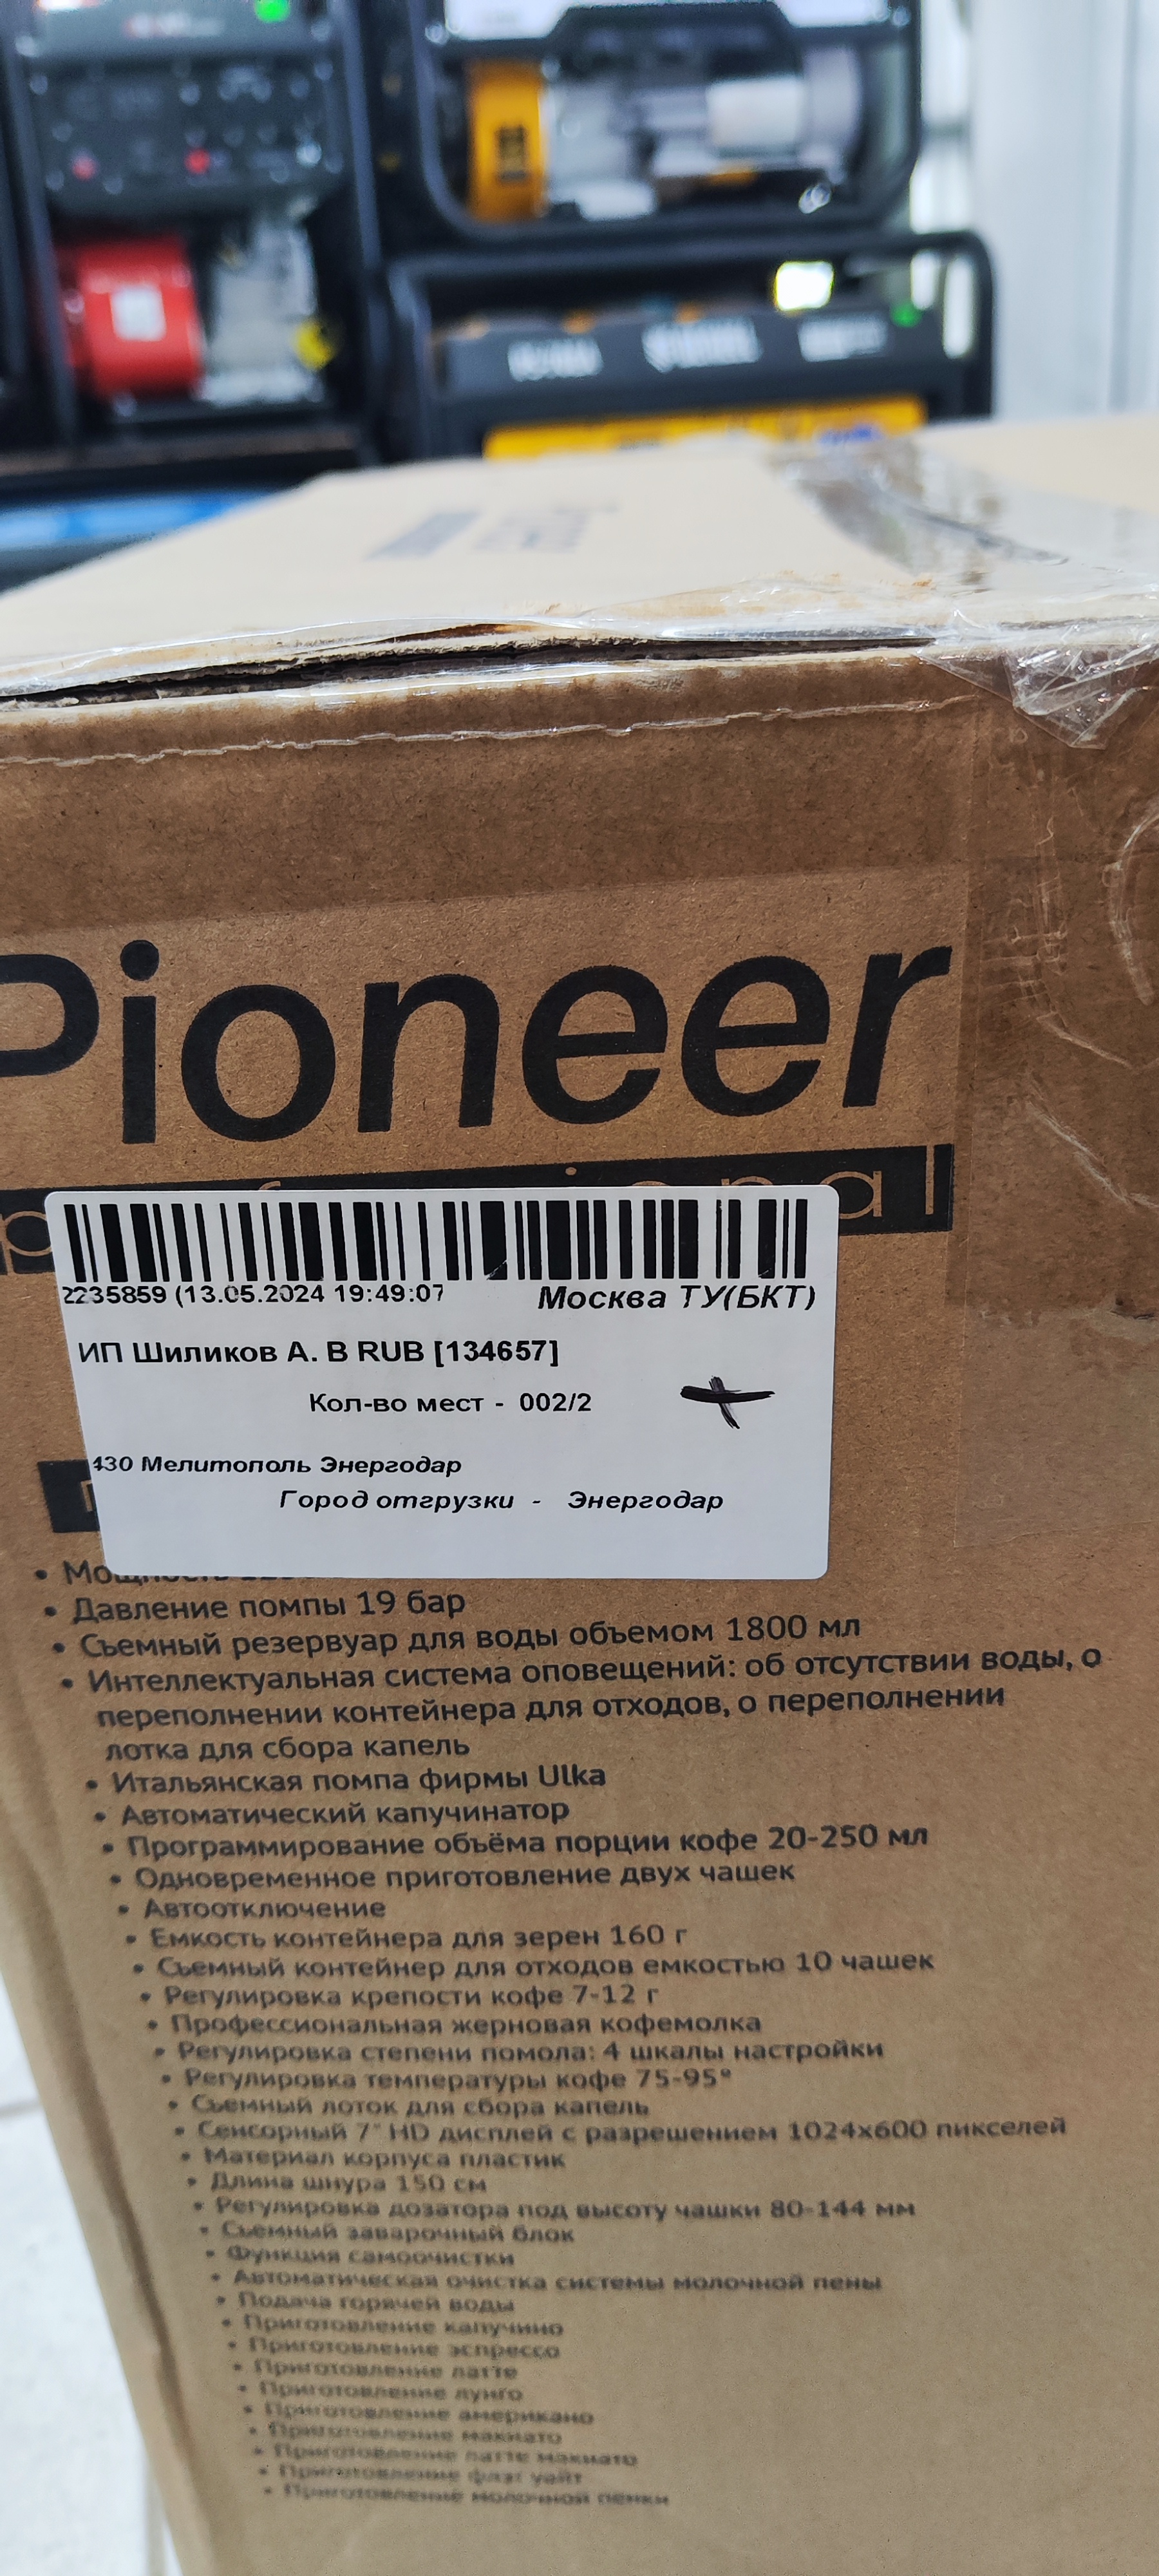 Pioneer
2235859 (13.05.2024 19:49:07
Москва ТУ(БКТ)
ИП Шиликов А. В RUB [134657]
Кол-во мест - 002/2
430 Мелитополь Энергодар
Город отгрузки - Энергодар
• Давление помпы 19 бар
• Съемный резервуар для воды объемом 1800 мл
• Интеллектуальная система оповещений: об отсутствии воды, о
переполнении контейнера для отходов, о переполнении
лотка для сбора капель
• Итальянская помпа фирмы Ulka
• Автоматический капучинатор
• Программирование объёма порции кофе 20-250 мл
• Одновременное приготовление двух чашек
• Автоотключение
• Емкость контейнера для зерен 160 г
• Съемный контейнер для отходов емкостью 10 чашек
• Регулировка крепости кофе 7-12 г
• Профессиональная жерновая кофемолка
• Регулировка степени помола: 4 шкалы настройки
• Регулировка температуры кофе 75-95°
• Съемный лоток для сбора капель
• Сенсорный 7" HD дисплей с разрешением 1024x600 пикселей
• Материал корпуса пластик
• Длина шнура 150 см
• Регулировка дозатора под высоту чашки 80-144 мм
• Съемный заварочный блок
• Функция самоочистки
• Автоматическая очистка системы молочной пены
• Подача горячей воды
• Приготовление капучино
• Приготовление эспрессо
• Приготовление латте
• Приготовление лунго
• Приготовление американо
• Приготовление макиато
• Приготовление латте макиато
• Приготовление флэт уайт
• Приготовление молочной пенки